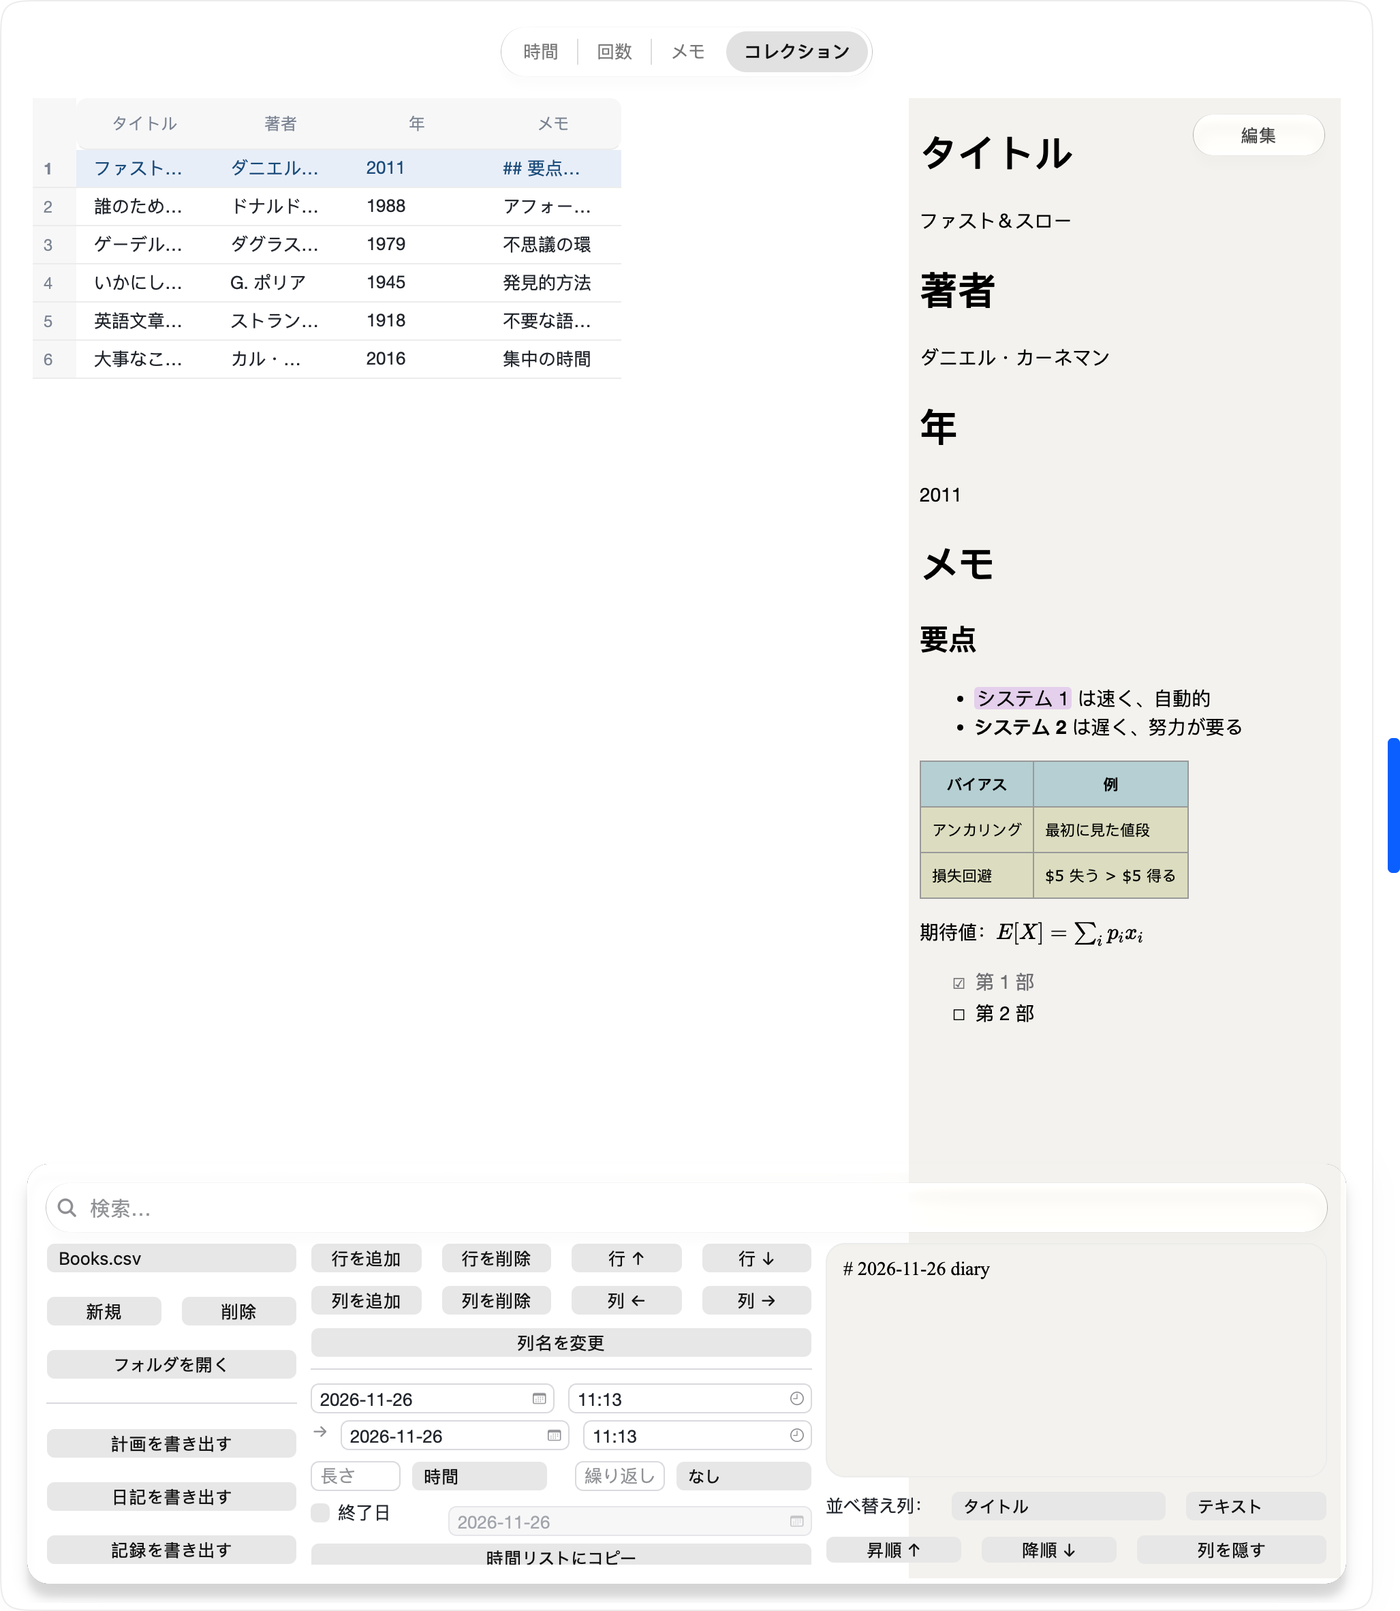 時間 回数 メモ コレクション
タイトル 著者 年 メモ
1 ファスト… ダニエル… 2011 ## 要点…
2 誰のため… ドナルド… 1988 アフォー…
3 ゲーデル… ダグラス… 1979 不思議の環
4 いかにし… G. ポリア 1945 発見的方法
5 英語文章… ストラン… 1918 不要な語…
6 大事なこ… カル・… 2016 集中の時間
編集
タイトル
ファスト＆スロー
著者
ダニエル・カーネマン
年
2011
メモ
要点
• システム 1 は速く、自動的
• システム 2 は遅く、努力が要る
バイアス 例
アンカリング 最初に見た値段
損失回避 $5 失う > $5 得る
期待値: E[X] = ∑ᵢ pᵢxᵢ
☑ 第 1 部
☐ 第 2 部
検索…
Books.csv
新規 削除
フォルダを開く
計画を書き出す
日記を書き出す
記録を書き出す
行を追加 行を削除 行 ↑ 行 ↓
列を追加 列を削除 列 ← 列 →
列名を変更
2026-11-26 11:13
→ 2026-11-26 11:13
長さ 時間 繰り返し なし
終了日 2026-11-26
時間リストにコピー
# 2026-11-26 diary
並べ替え列: タイトル テキスト
昇順 ↑ 降順 ↓ 列を隠す